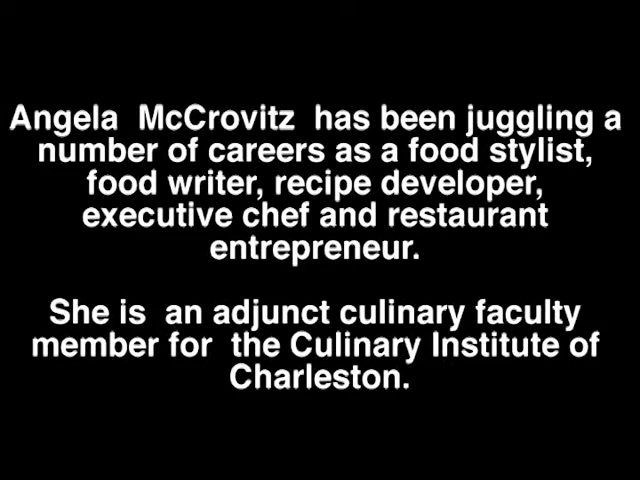 Angela  McCrovitz  has been juggling a
number of careers as a food stylist,
food writer, recipe developer,
executive chef and restaurant
entrepreneur.
She is  an adjunct culinary faculty
member for  the Culinary Institute of
Charleston.